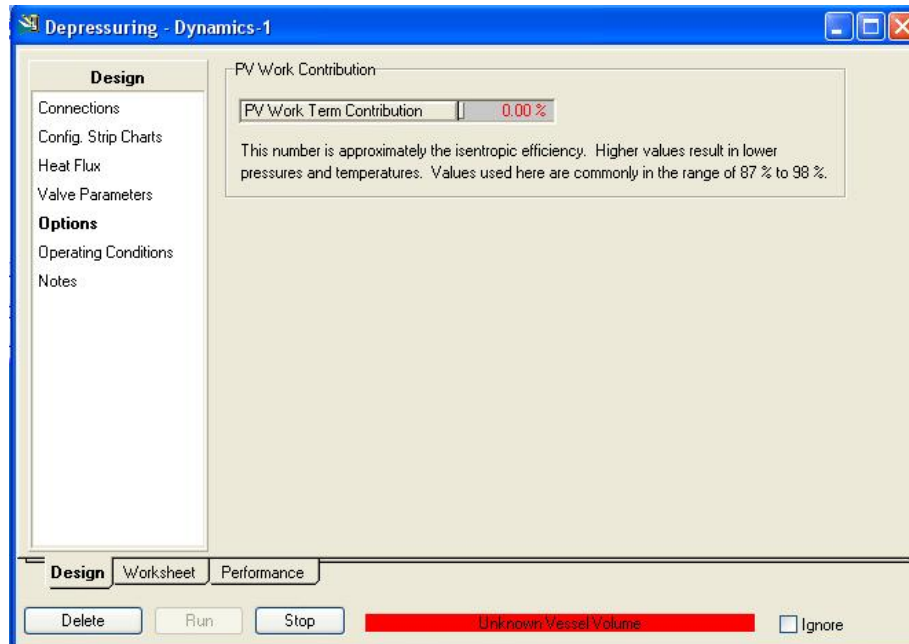 Depressuring - Dynamics-1
Design
Connections
Config. Strip Charts
Heat Flux
Valve Parameters
Options
Operating Conditions
Notes
PV Work Contribution
PV Work Term Contribution 0.00 %
This number is approximately the isentropic efficiency. Higher values result in lower
pressures and temperatures. Values used here are commonly in the range of 87 % to 98 %.
Design Worksheet Performance
Delete Run Stop Unknown Vessel Volume Ignore